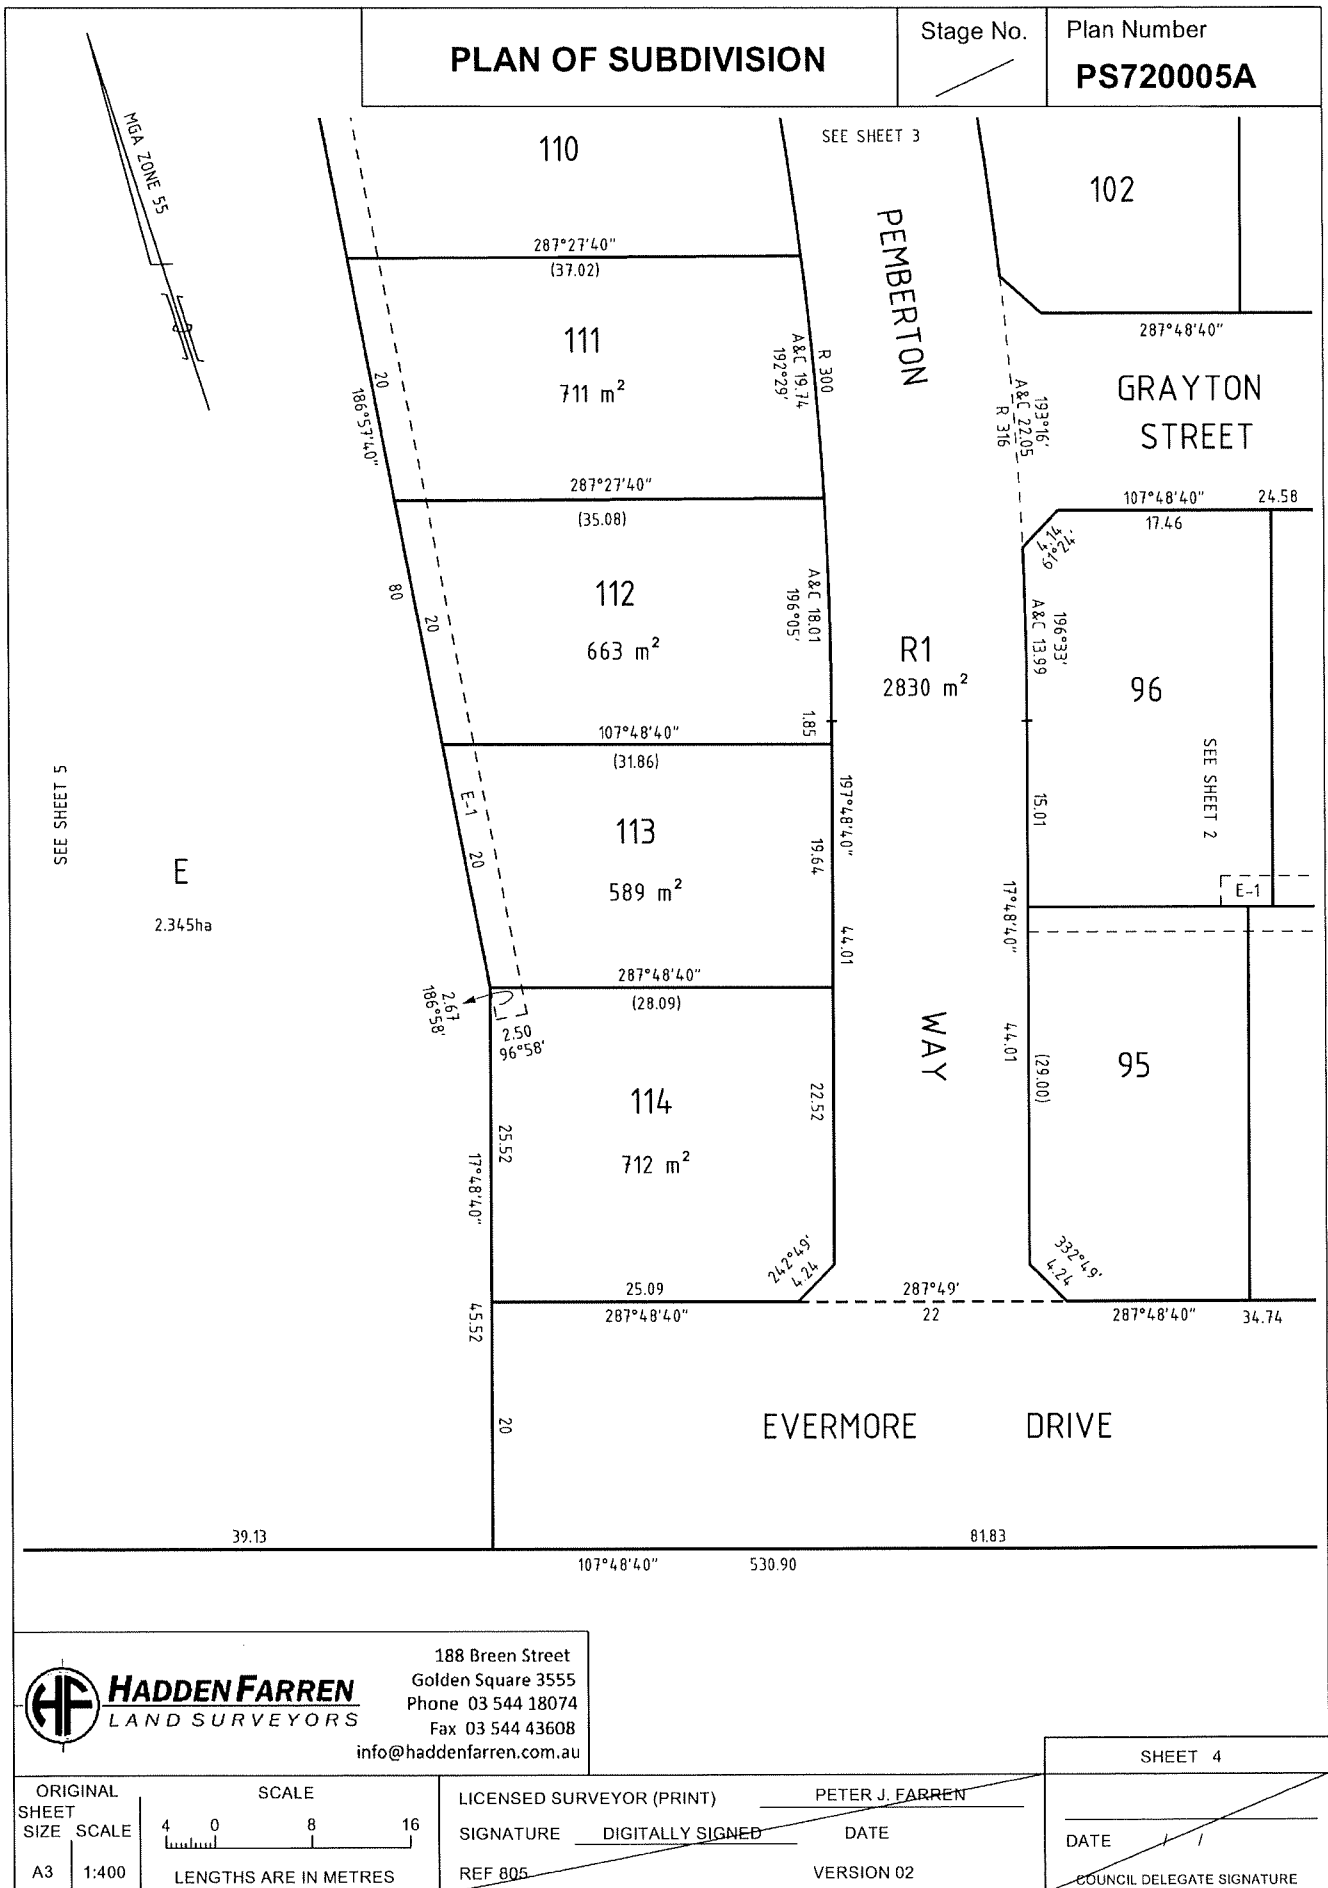 PLAN OF SUBDIVISION
Stage No.
Plan Number
PS720005A
MGA ZONE 55
SEE SHEET 3
110
102
PEMBERTON
287°27'40"
(37.02)
287°48'40"
111
711 m²
R 300
A&C 19.74
192°29'
20
186°57'40"
193°16'
A&C 22.05
R 316
GRAYTON
STREET
287°27'40"
(35.08)
107°48'40"
24.58
17.46
4.14
61°24'
112
663 m²
A&C 18.01
196°05'
80
20
196°33'
A&C 13.99
R1
2830 m²
96
1.85
107°48'40"
(31.86)
SEE SHEET 5
SEE SHEET 2
E-1
20
113
589 m²
197°48'40"
19.64
44.01
15.01
17°48'40"
E-1
E
2.345ha
287°48'40"
(28.09)
2.67
186°58'
2.50
96°58'
WAY
44.01
(29.00)
95
114
712 m²
22.52
25.52
17°48'40"
242°49'
4.24
332°49'
4.24
25.09
287°48'40"
287°49'
22
287°48'40"
34.74
45.52
20
EVERMORE DRIVE
39.13
81.83
107°48'40"
530.90
HF
HADDEN FARREN
LAND SURVEYORS
188 Breen Street
Golden Square 3555
Phone 03 544 18074
Fax 03 544 43608
info@haddenfarren.com.au
SHEET 4
ORIGINAL
SHEET
SIZE SCALE
A3 1:400
SCALE
4 0 8 16
LENGTHS ARE IN METRES
LICENSED SURVEYOR (PRINT) PETER J. FARREN
SIGNATURE DIGITALLY SIGNED DATE
REF 805 VERSION 02
DATE / /
COUNCIL DELEGATE SIGNATURE